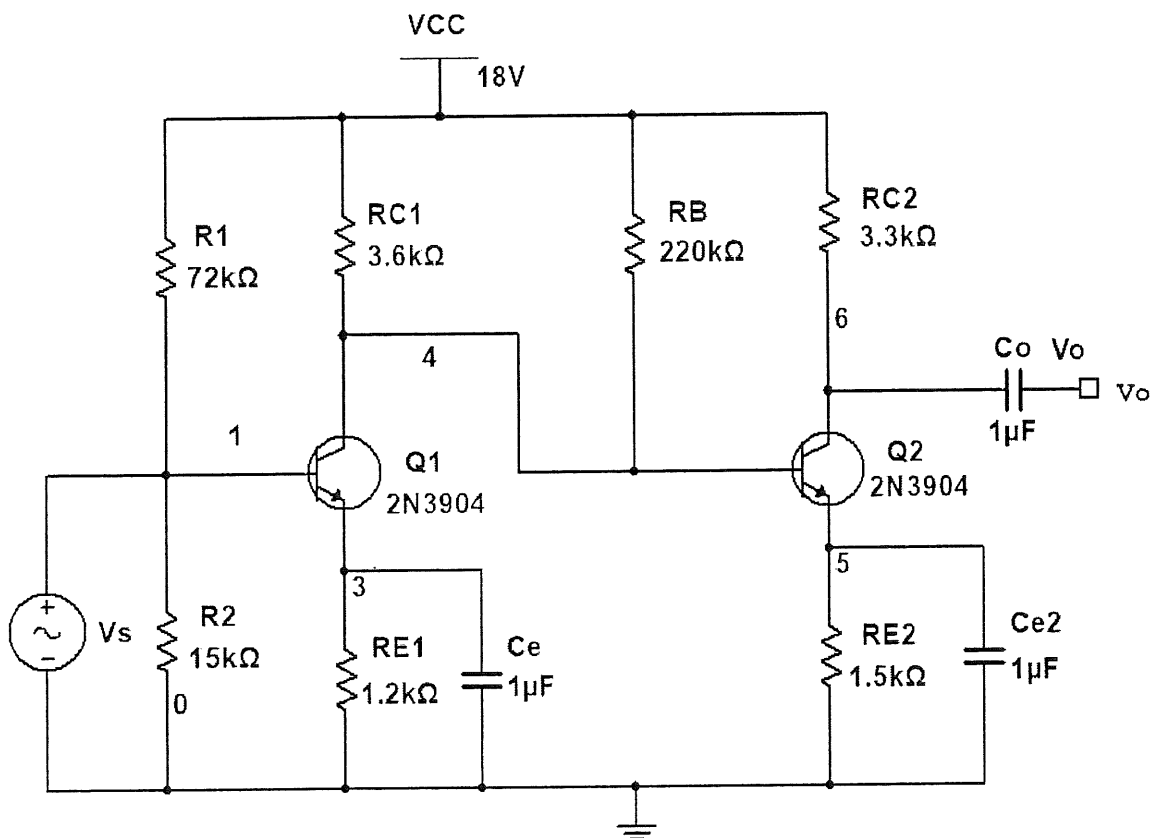 VCC
18V
R1
72kΩ
RC1
3.6kΩ
RB
220kΩ
RC2
3.3kΩ
6
4
Co
Vo
Vo
1µF
1
Q1
2N3904
Q2
2N3904
3
5
Vs
R2
15kΩ
0
RE1
1.2kΩ
Ce
1µF
RE2
1.5kΩ
Ce2
1µF